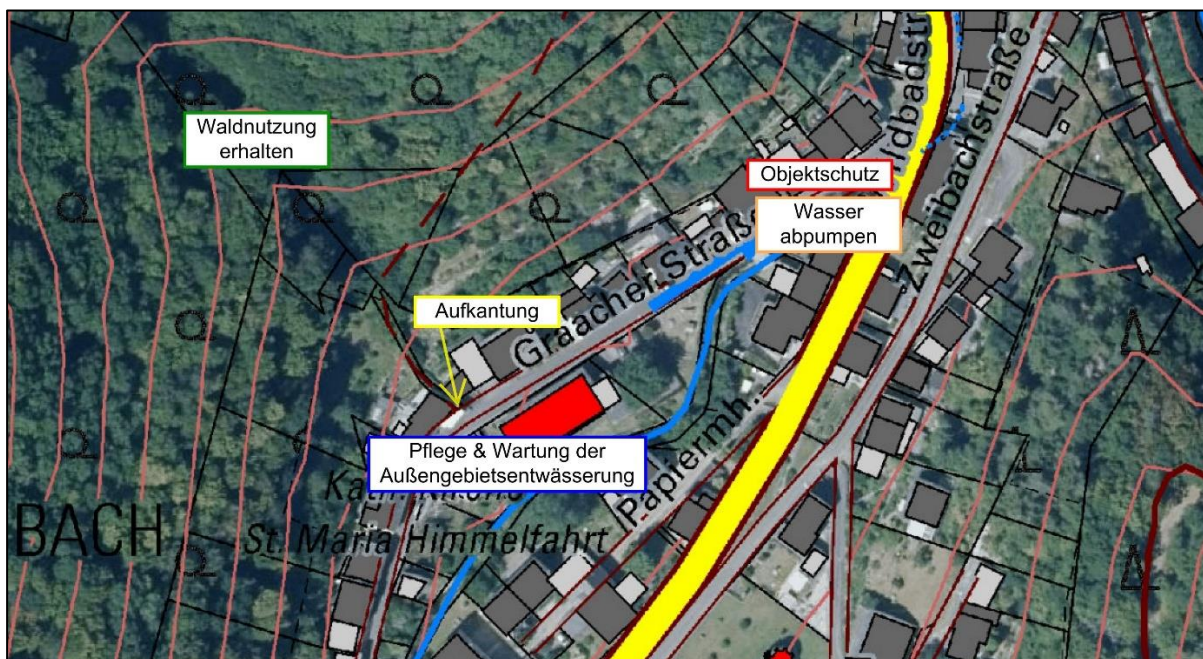 Waldnutzung
erhalten
Objektschutz
Wasser
abpumpen
Zweibachstraße
Aufkantung
Graacher Straße
Pflege & Wartung der
Außengebietsentwässerung
Papiermh.
BACH
St. Maria Himmelfahrt